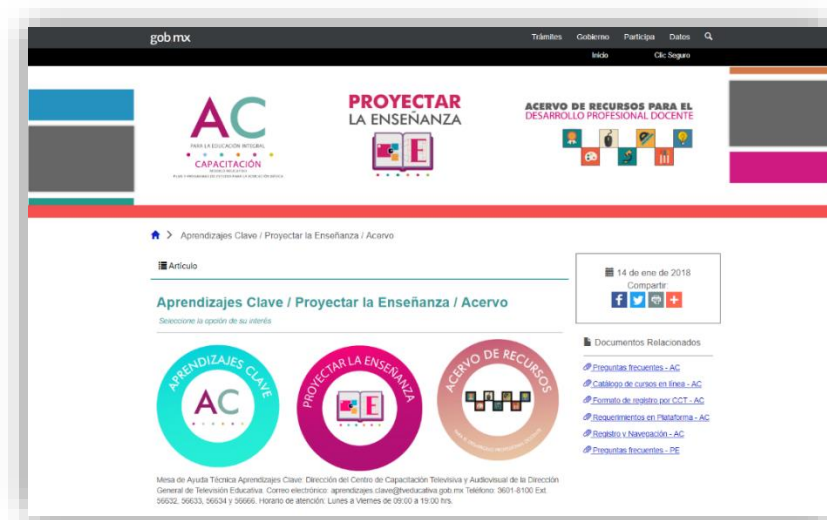 gob mx
Trámites Gobierno Participa Datos
Inicio Clic Seguro
AC
PARA LA EDUCACIÓN INTEGRAL
CAPACITACIÓN
PROYECTAR
LA ENSEÑANZA
E
ACERVO DE RECURSOS PARA EL
DESARROLLO PROFESIONAL DOCENTE
> Aprendizajes Clave / Proyectar la Enseñanza / Acervo
Artículo
Aprendizajes Clave / Proyectar la Enseñanza / Acervo
Seleccione la opción de su interés
APRENDIZAJES CLAVE
AC
PROYECTAR LA ENSEÑANZA
E
ACERVO DE RECURSOS
PARA EL DESARROLLO PROFESIONAL DOCENTE
Mesa de Ayuda Técnica Aprendizajes Clave: Dirección del Centro de Capacitación Televisiva y Audiovisual de la Dirección
General de Televisión Educativa. Correo electrónico: aprendizajes.clave@tveducativa.gob.mx Teléfono: 3601-8100 Ext.
56632, 56633, 56634 y 56666. Horario de atención: Lunes a Viernes de 09:00 a 19:00 hrs.
14 de ene de 2018
Compartir:
Documentos Relacionados
Preguntas frecuentes - AC
Catálogo de cursos en línea - AC
Formato de registro por CCT - AC
Requerimientos en Plataforma - AC
Registro y Navegación - AC
Preguntas frecuentes - PE